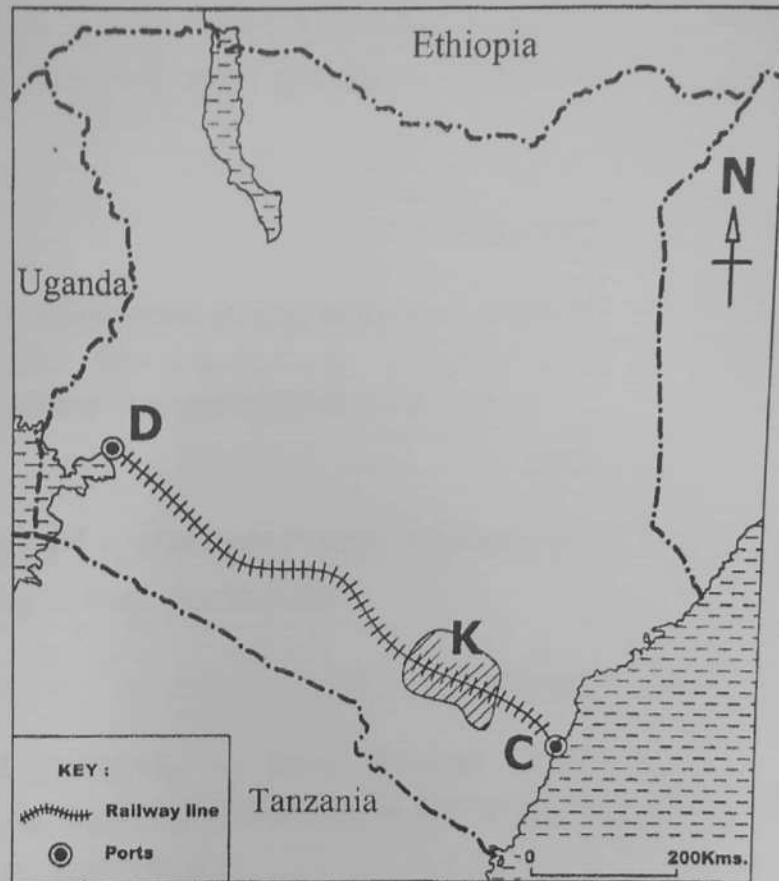 Ethiopia
N
Uganda
D
K
C
KEY :
Railway line
Ports
Tanzania
0 200Kms.